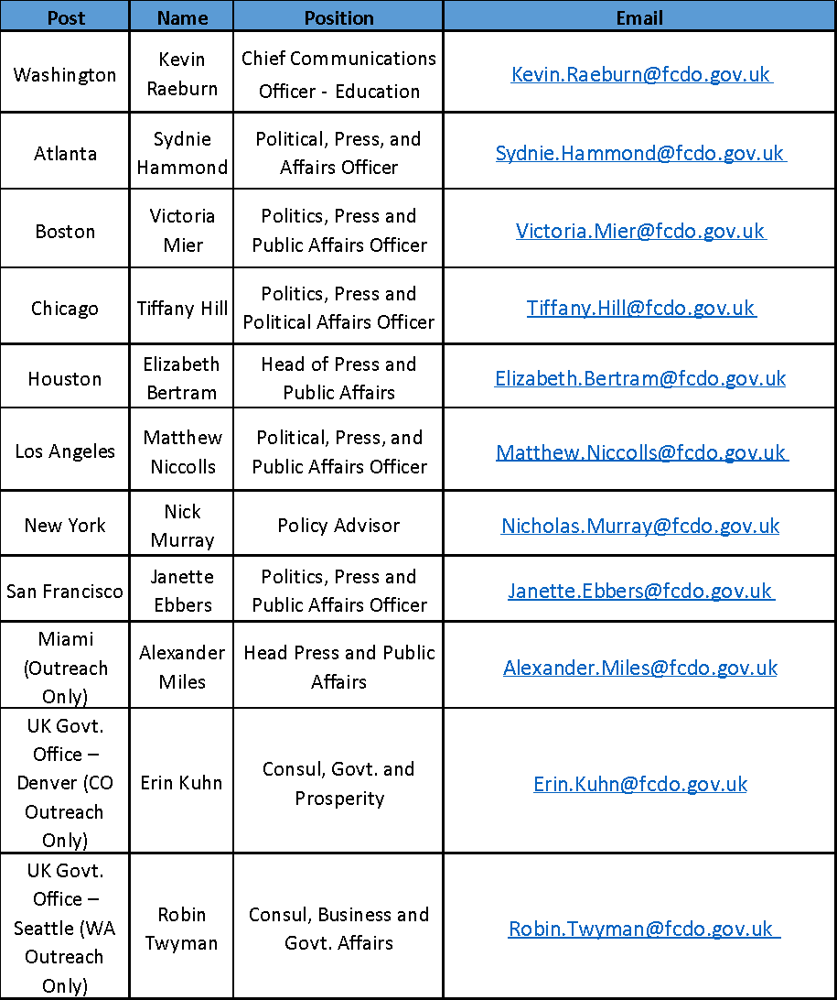 Post Name Position Email
Washington
Kevin
Raeburn
Chief Communications
Officer - Education
Kevin.Raeburn@fcdo.gov.uk
Atlanta
Sydnie
Hammond
Political, Press, and
Affairs Officer
Sydnie.Hammond@fcdo.gov.uk
Boston
Victoria
Mier
Politics, Press and
Public Affairs Officer
Victoria.Mier@fcdo.gov.uk
Chicago
Tiffany Hill
Politics, Press and
Political Affairs Officer
Tiffany.Hill@fcdo.gov.uk
Houston
Elizabeth
Bertram
Head of Press and
Public Affairs
Elizabeth.Bertram@fcdo.gov.uk
Los Angeles
Matthew
Niccolls
Political, Press, and
Public Affairs Officer
Matthew.Niccolls@fcdo.gov.uk
New York
Nick
Murray
Policy Advisor
Nicholas.Murray@fcdo.gov.uk
San Francisco
Janette
Ebbers
Politics, Press and
Public Affairs Officer
Janette.Ebbers@fcdo.gov.uk
Miami
(Outreach
Only)
Alexander
Miles
Head Press and Public
Affairs
Alexander.Miles@fcdo.gov.uk
UK Govt.
Office –
Denver (CO
Outreach
Only)
Erin Kuhn
Consul, Govt. and
Prosperity
Erin.Kuhn@fcdo.gov.uk
UK Govt.
Office –
Seattle (WA
Outreach
Only)
Robin
Twyman
Consul, Business and
Govt. Affairs
Robin.Twyman@fcdo.gov.uk